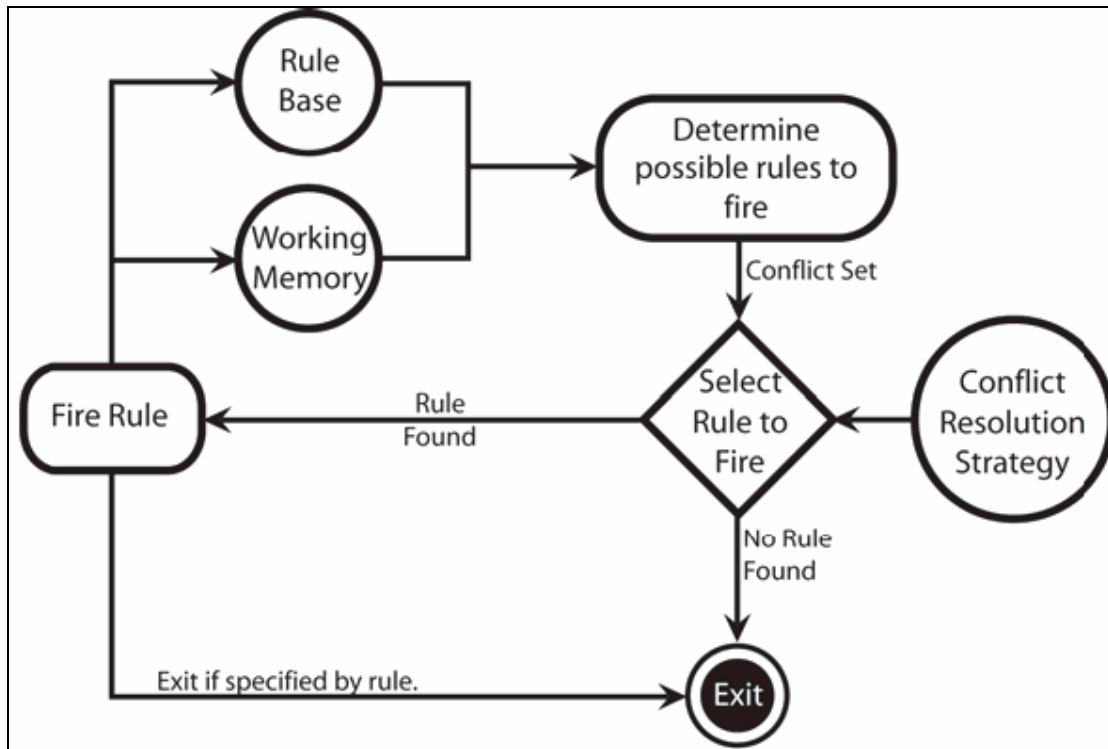 Rule
Base
Determine
possible rules to
fire
Working
Memory
Conflict Set
Select
Rule to
Fire
Conflict
Resolution
Strategy
Fire Rule
Rule
Found
No Rule
Found
Exit if specified by rule.
Exit